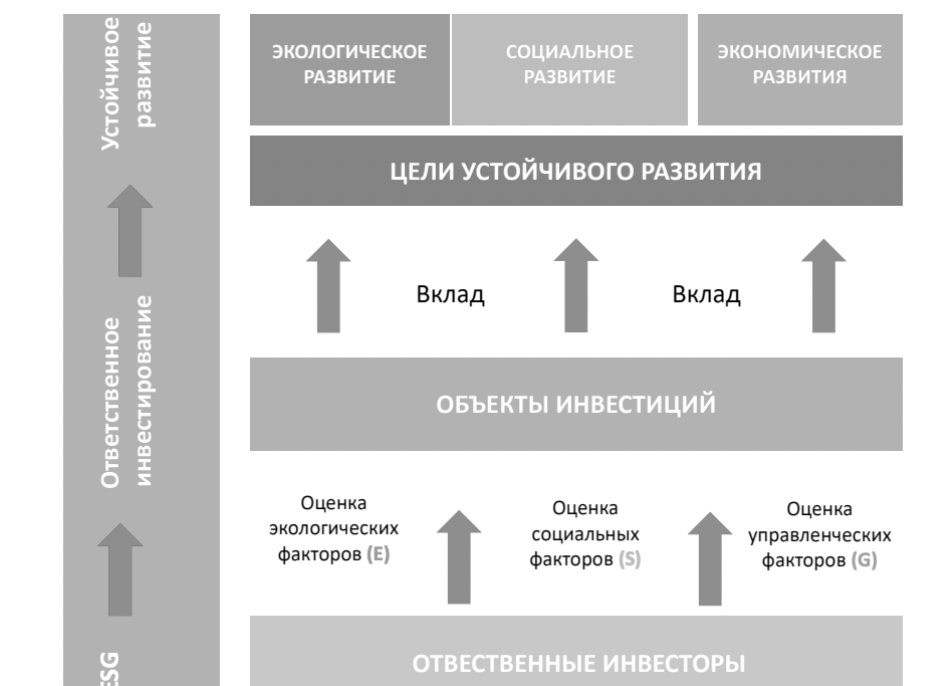 Устойчивое
развитие
ЭКОЛОГИЧЕСКОЕ
РАЗВИТИЕ
СОЦИАЛЬНОЕ
РАЗВИТИЕ
ЭКОНОМИЧЕСКОЕ
РАЗВИТИЯ
ЦЕЛИ УСТОЙЧИВОГО РАЗВИТИЯ
Вклад
Вклад
Ответственное
инвестирование
ОБЪЕКТЫ ИНВЕСТИЦИЙ
Оценка
экологических
факторов (E)
Оценка
социальных
факторов (S)
Оценка
управленческих
факторов (G)
ESG
ОТВЕСТВЕННЫЕ ИНВЕСТОРЫ